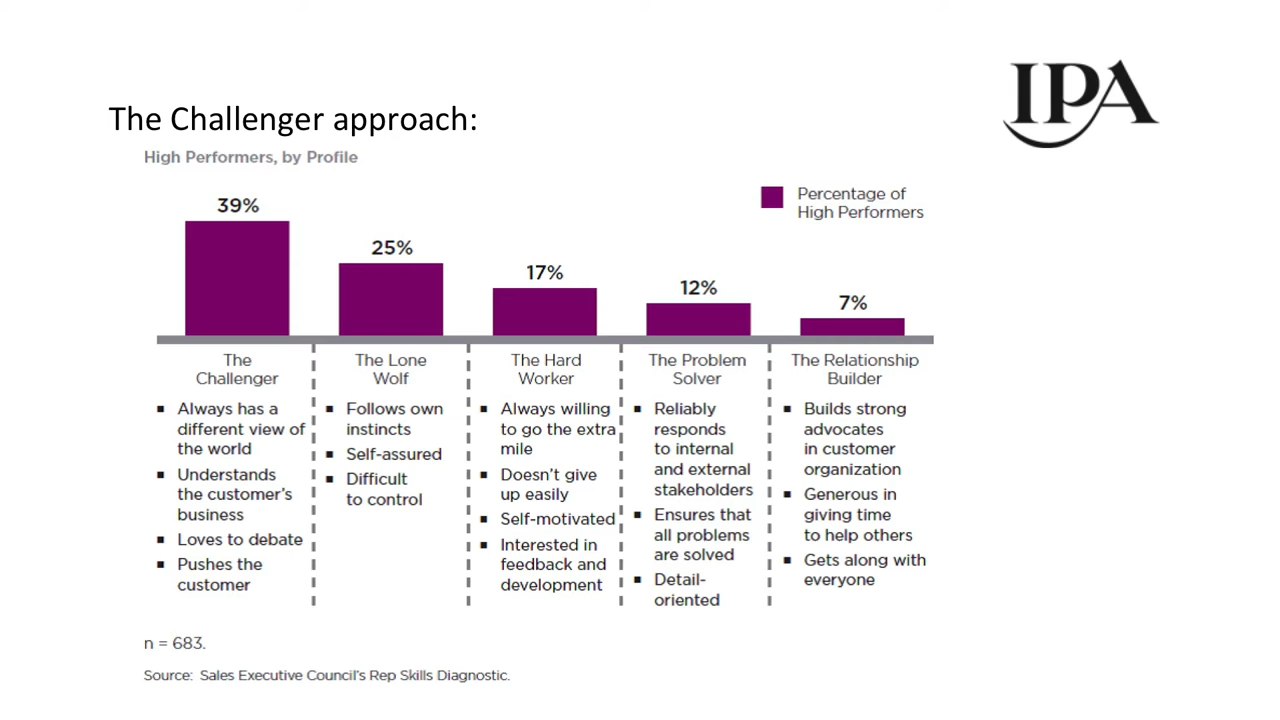 IPA
The Challenger approach:
High Performers, by Profile
Percentage of
High Performers
39%
25%
17%
12%
7%
The
Challenger
▪ Always has a
different view of
the world
▪ Understands
the customer’s
business
▪ Loves to debate
▪ Pushes the
customer
The Lone
Wolf
▪ Follows own
instincts
▪ Self-assured
▪ Difficult
to control
The Hard
Worker
▪ Always willing
to go the extra
mile
▪ Doesn’t give
up easily
▪ Self-motivated
▪ Interested in
feedback and
development
The Problem
Solver
▪ Reliably
responds
to internal
and external
stakeholders
▪ Ensures that
all problems
are solved
▪ Detail-
oriented
The Relationship
Builder
▪ Builds strong
advocates
in customer
organization
▪ Generous in
giving time
to help others
▪ Gets along with
everyone
n = 683.
Source: Sales Executive Council’s Rep Skills Diagnostic.